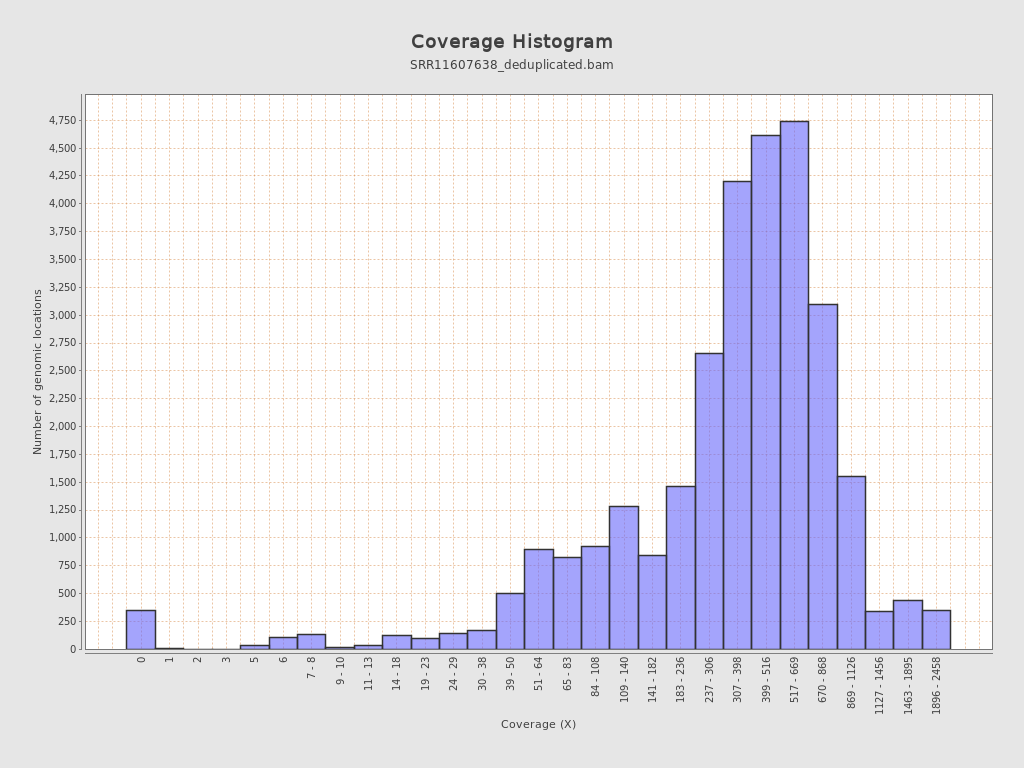 Coverage Histogram
SRR11607638_deduplicated.bam
Number of genomic locations
4,750
4,500
4,250
4,000
3,750
3,500
3,250
3,000
2,750
2,500
2,250
2,000
1,750
1,500
1,250
1,000
750
500
250
0
0
1
2
3
5
6
7 - 8
9 - 10
11 - 13
14 - 18
19 - 23
24 - 29
30 - 38
39 - 50
51 - 64
65 - 83
84 - 108
109 - 140
141 - 182
183 - 236
237 - 306
307 - 398
399 - 516
517 - 669
670 - 868
869 - 1126
1127 - 1456
1463 - 1895
1896 - 2458
Coverage (X)